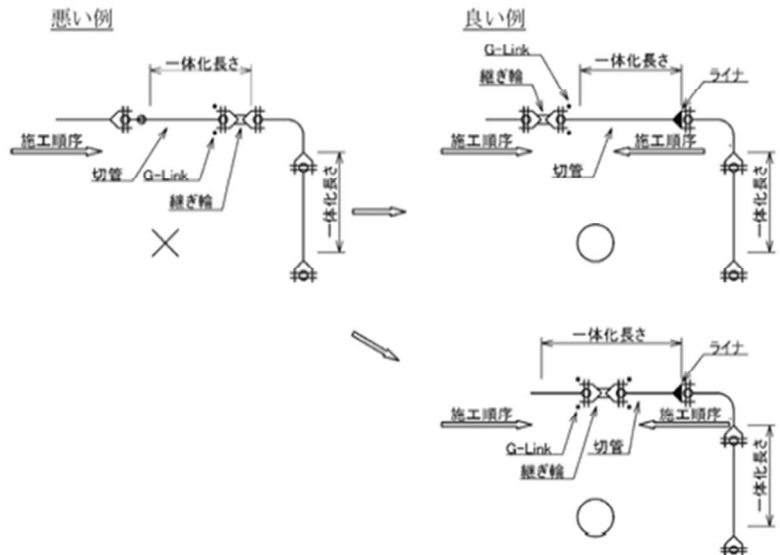 悪い例
一体化長さ
施工順序
切管
G-Link
継ぎ輪
一体化長さ
良い例
G-Link
継ぎ輪
一体化長さ
ライナ
施工順序
施工順序
切管
一体化長さ
一体化長さ
ライナ
施工順序
施工順序
G-Link
切管
継ぎ輪
一体化長さ